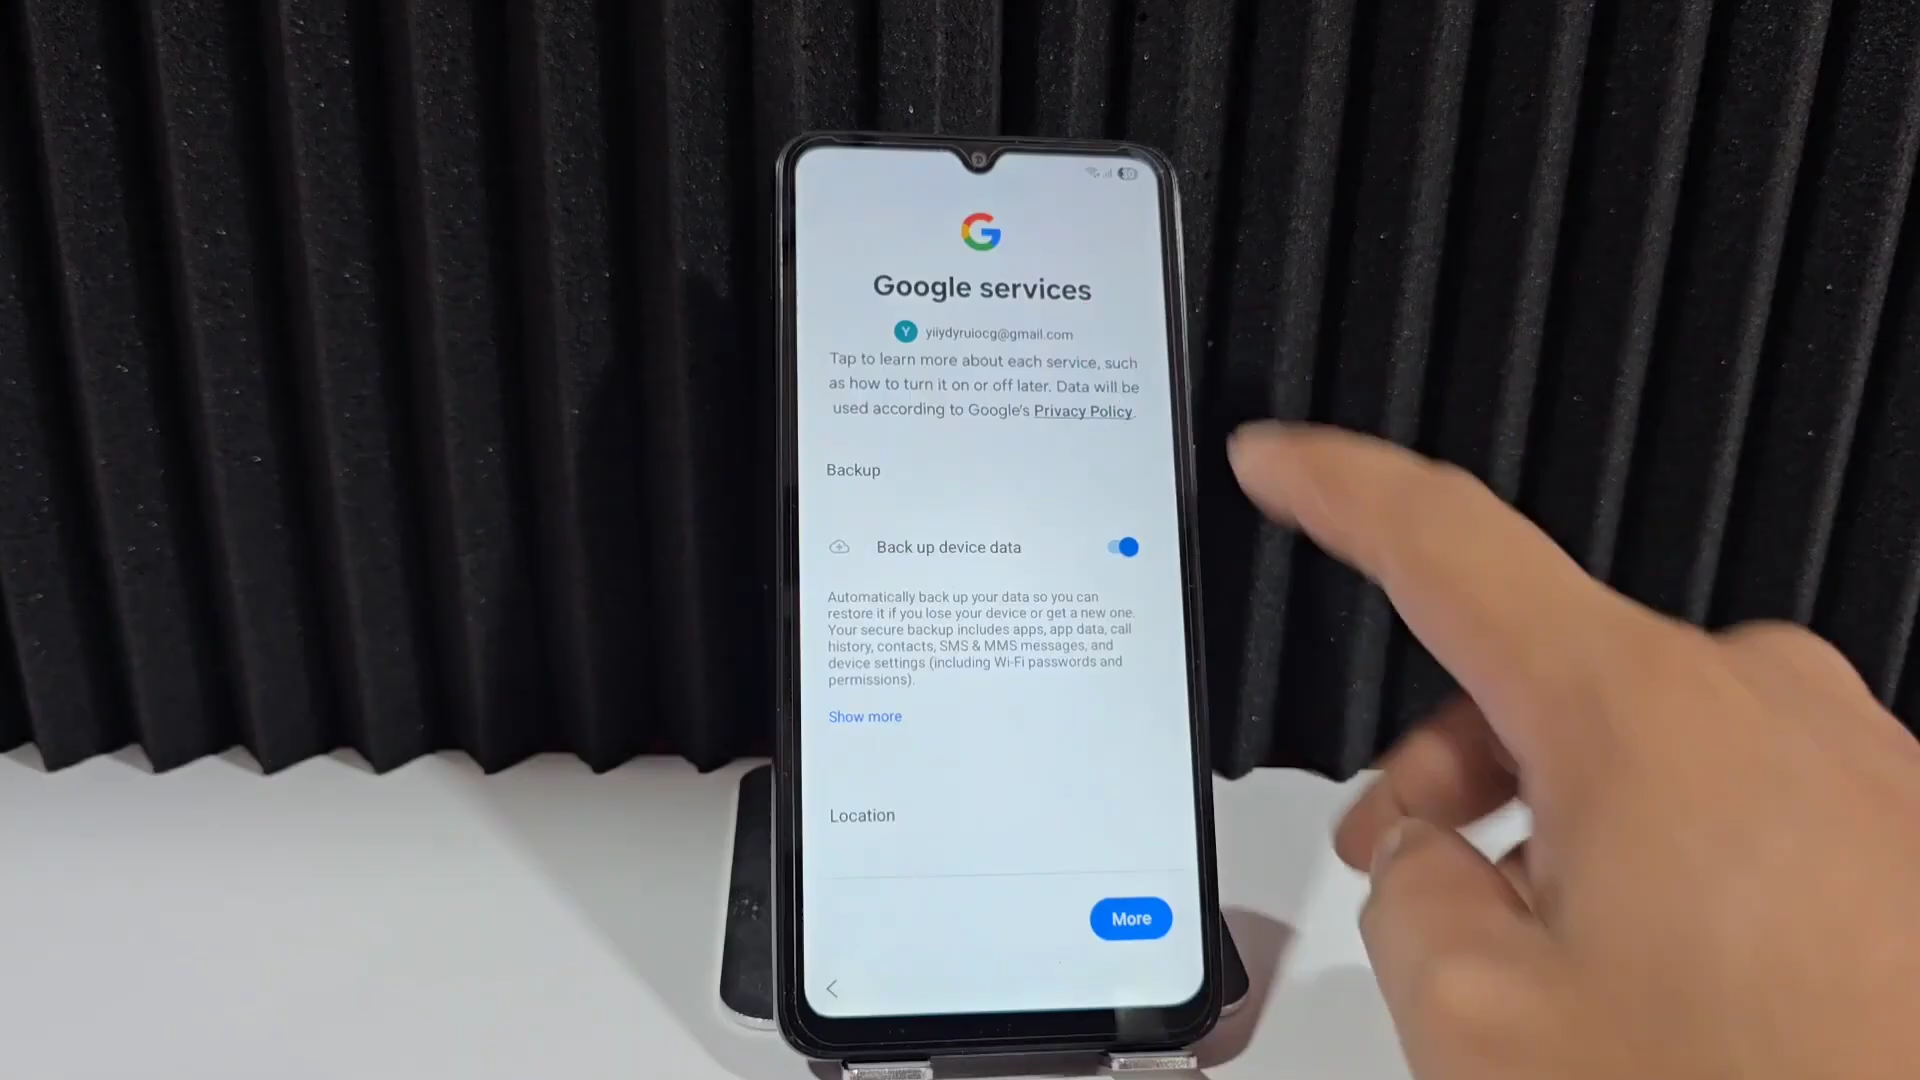 Google services
Y yiiydyruiocg@gmail.com
Tap to learn more about each service, such
as how to turn it on or off later. Data will be
used according to Google's Privacy Policy.
Backup
Back up device data
Automatically back up your data so you can
restore it if you lose your device or get a new one.
Your secure backup includes apps, app data, call
history, contacts, SMS & MMS messages, and
device settings (including Wi-Fi passwords and
permissions).
Show more
Location
More